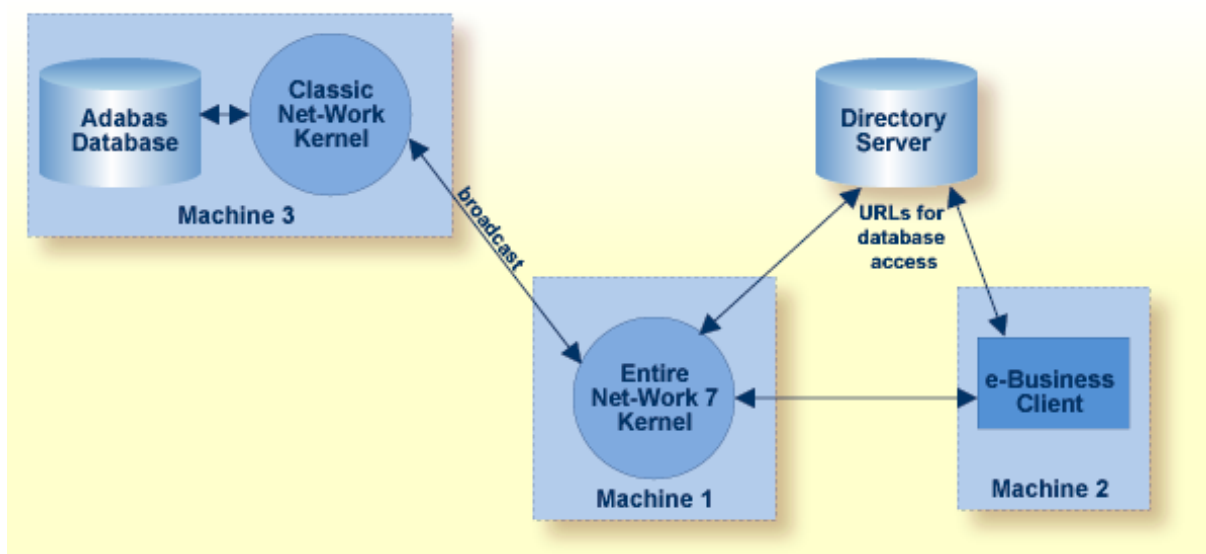 Adabas
Database
Classic
Net-Work
Kernel
Machine 3
broadcast
Directory
Server
URLs for
database
access
Entire
Net-Work 7
Kernel
Machine 1
e-Business
Client
Machine 2